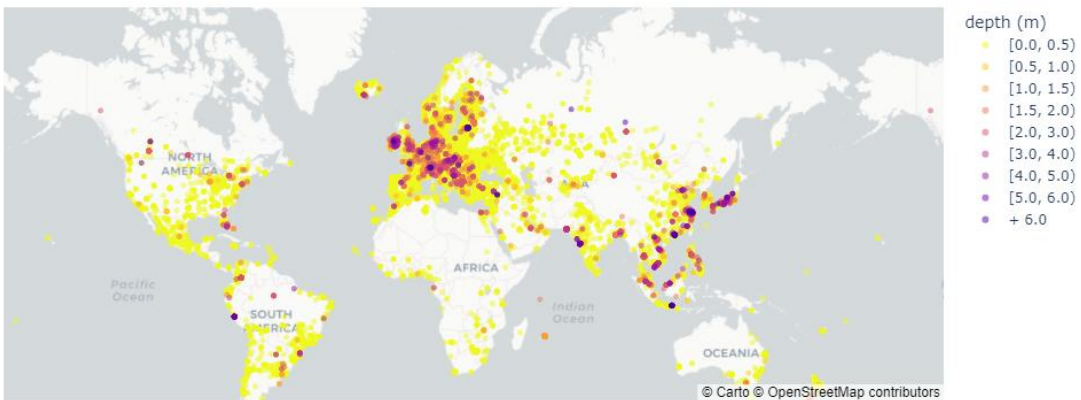 depth (m)
[0.0, 0.5)
[0.5, 1.0)
[1.0, 1.5)
[1.5, 2.0)
[2.0, 3.0)
[3.0, 4.0)
[4.0, 5.0)
[5.0, 6.0)
+ 6.0
NORTH
AMERICA
Pacific
Ocean
AFRICA
Indian
Ocean
SOUTH
AMERICA
OCEANIA
© Carto © OpenStreetMap contributors